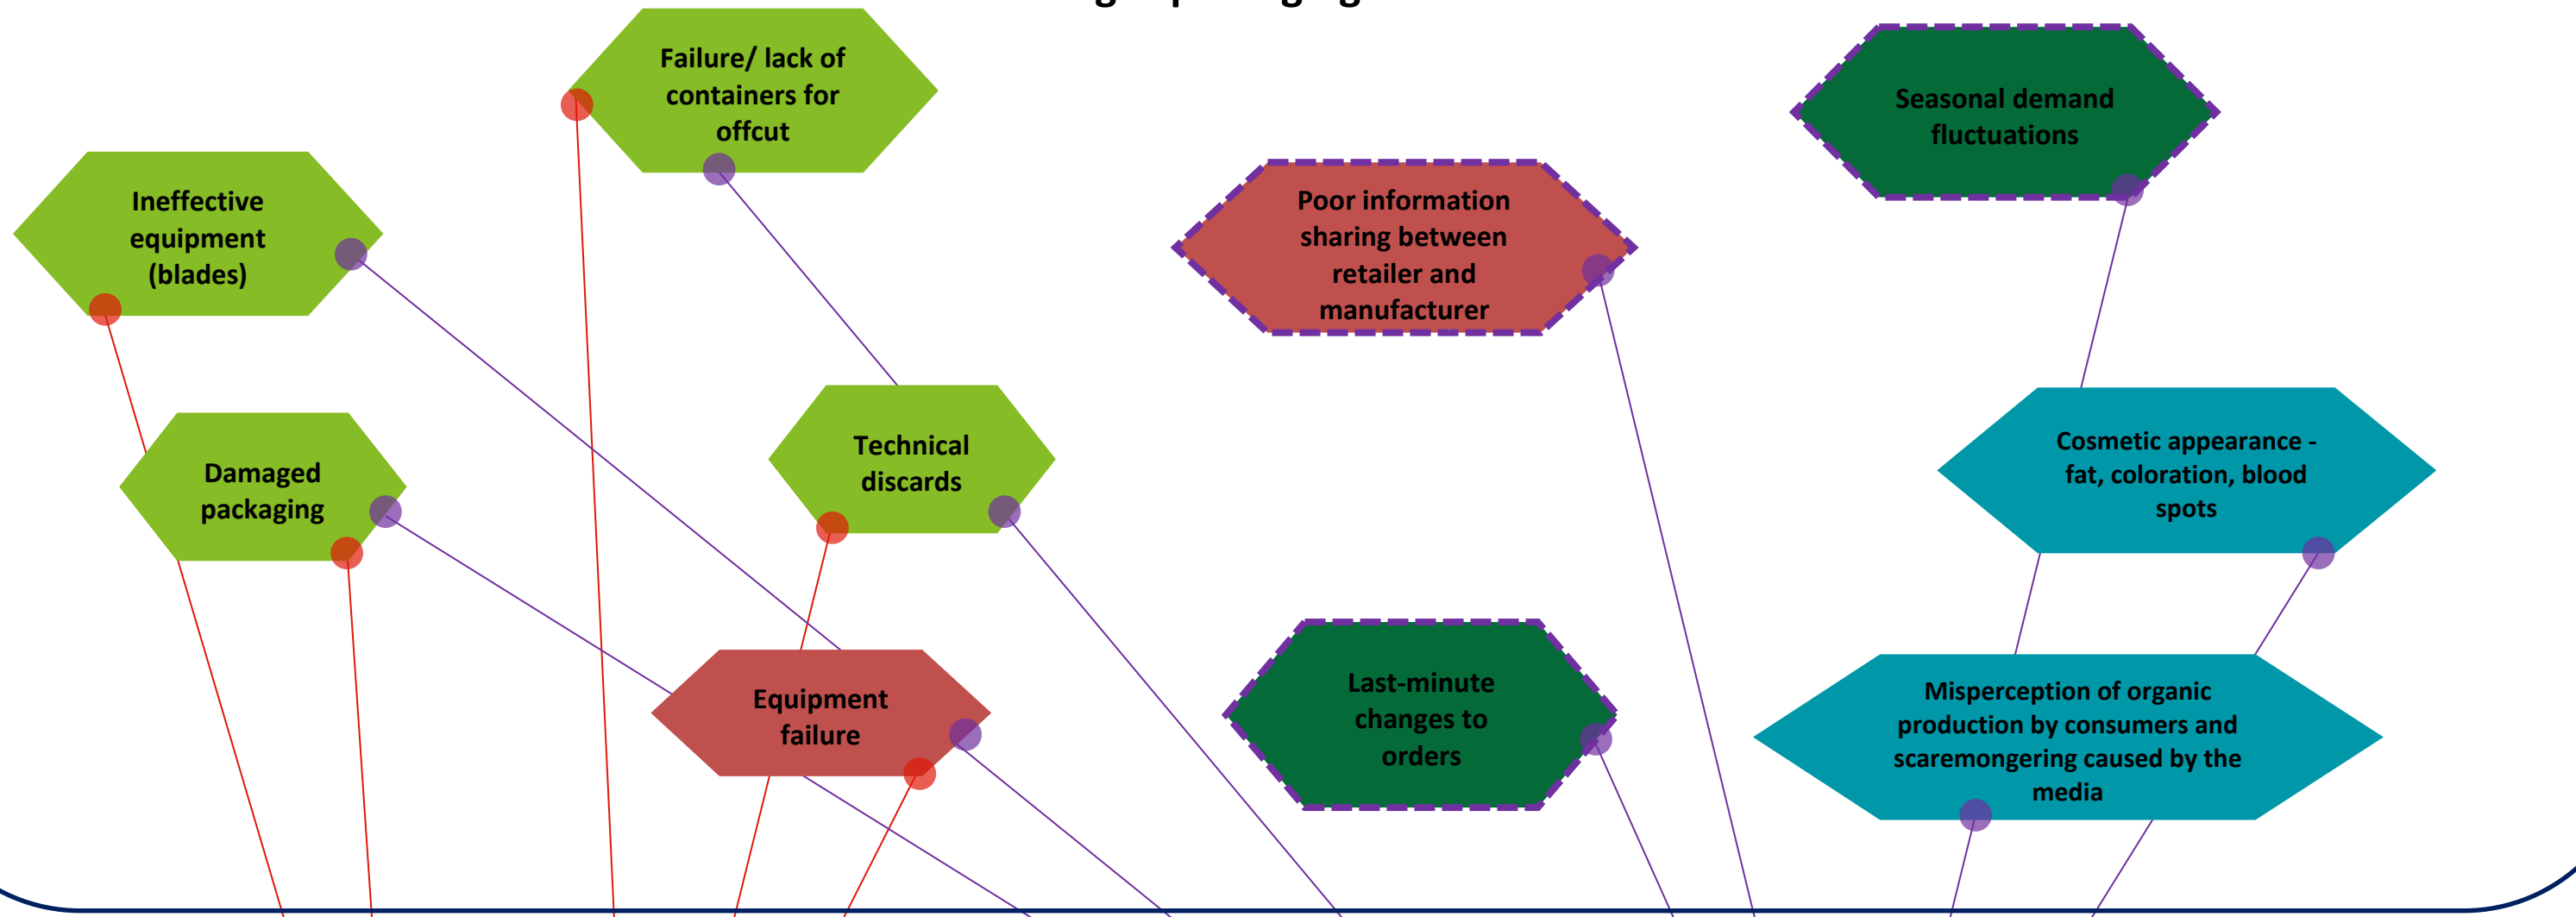 Failure/ lack of
containers for
offcut
Seasonal demand
fluctuations
Ineffective
equipment
(blades)
Poor information
sharing between
retailer and
manufacturer
Damaged
packaging
Technical
discards
Cosmetic appearance -
fat, coloration, blood
spots
Equipment
failure
Last-minute
changes to
orders
Misperception of organic
production by consumers and
scaremongering caused by the
media